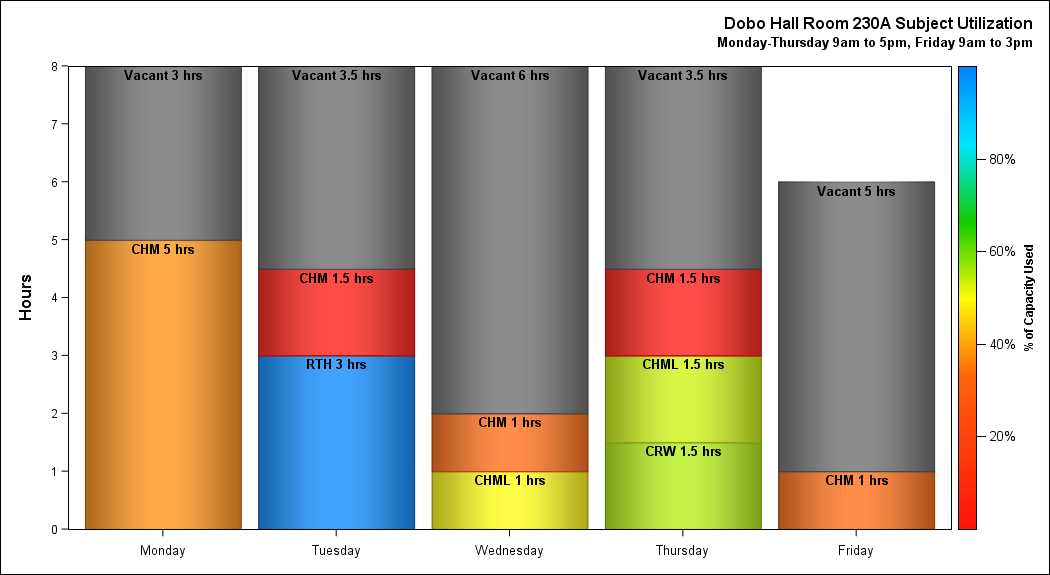 Dobo Hall Room 230A Subject Utilization
Monday-Thursday 9am to 5pm, Friday 9am to 3pm
Hours
8
7
6
5
4
3
2
1
0
Vacant 3 hrs
CHM 5 hrs
Vacant 3.5 hrs
CHM 1.5 hrs
RTH 3 hrs
Vacant 6 hrs
CHM 1 hrs
CHML 1 hrs
Vacant 3.5 hrs
CHM 1.5 hrs
CHML 1.5 hrs
CRW 1.5 hrs
Vacant 5 hrs
CHM 1 hrs
Monday
Tuesday
Wednesday
Thursday
Friday
80%
60%
40%
20%
% of Capacity Used